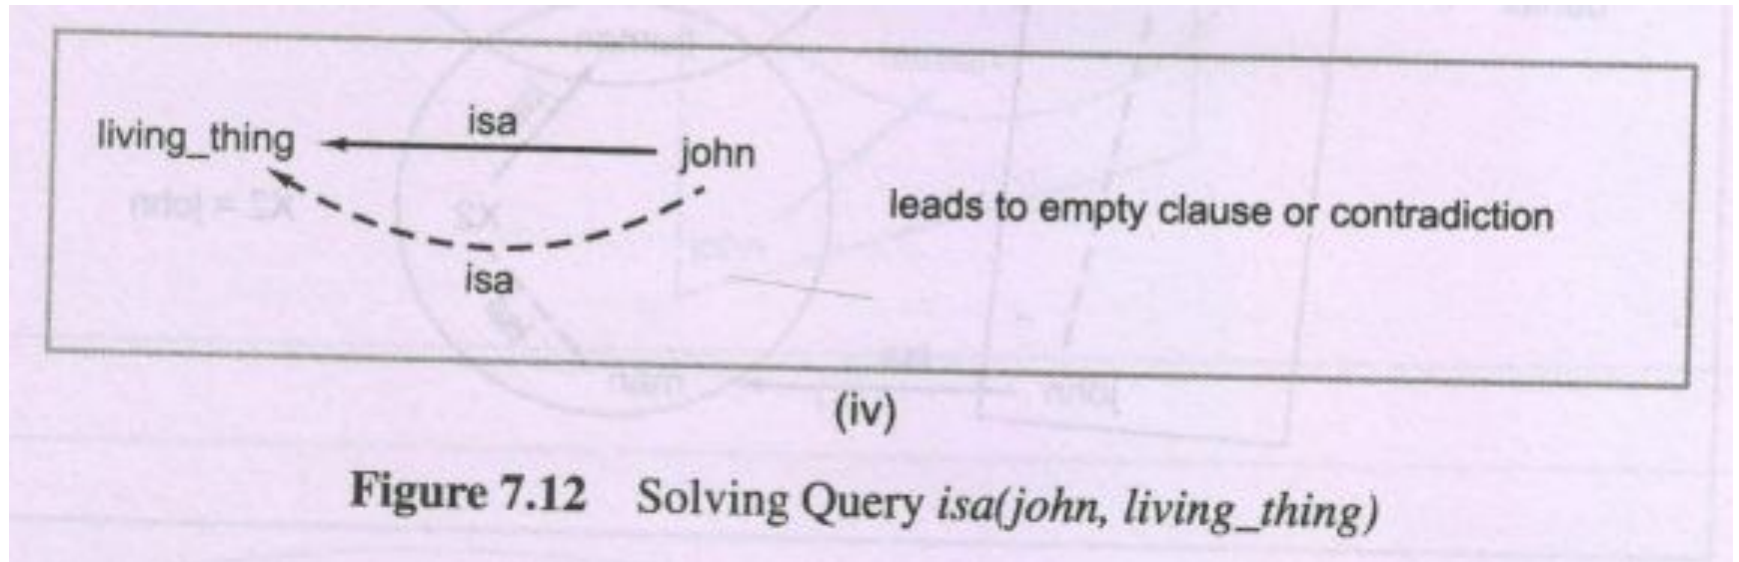 isa
living_thing
john
leads to empty clause or contradiction
isa
(iv)
Figure 7.12 Solving Query isa(john, living_thing)